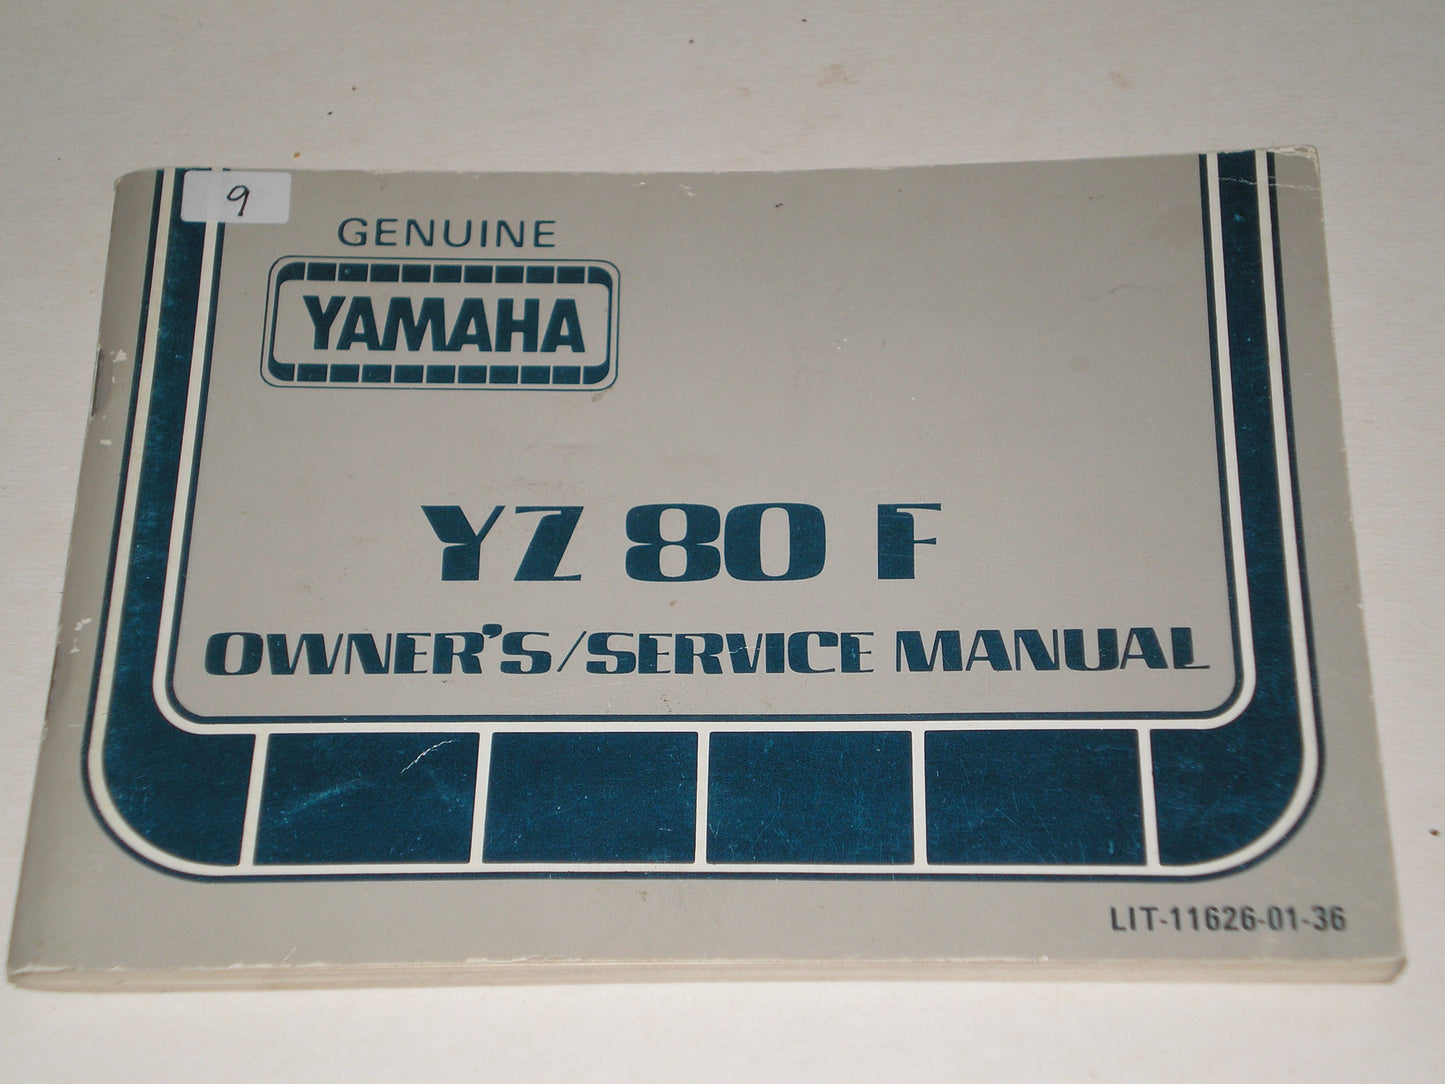 9
GENUINE
YAMAHA
YZ 80 F
OWNER'S/SERVICE MANUAL
LIT-11626-01-36